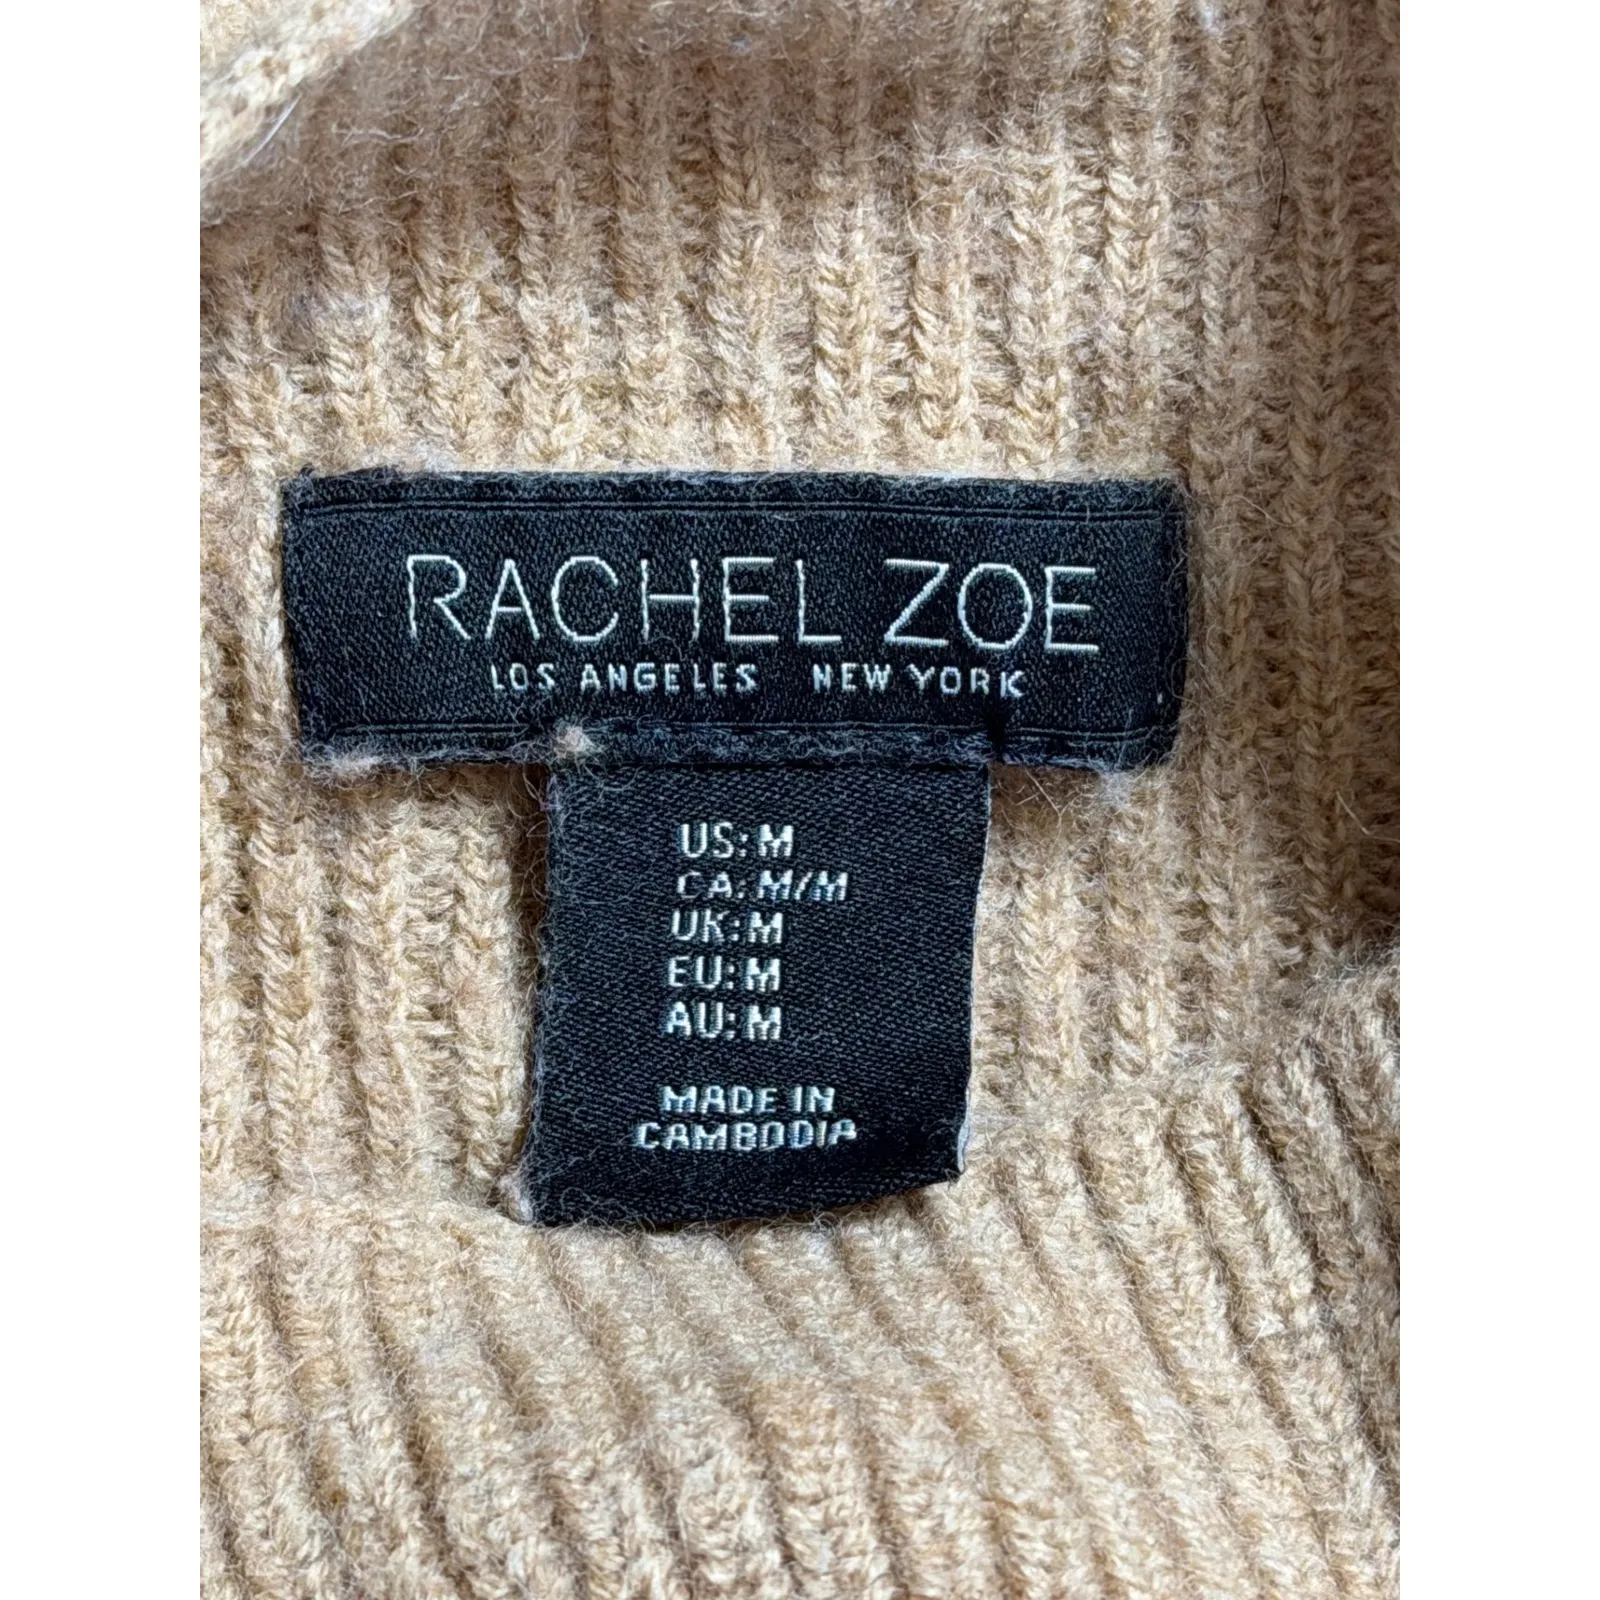 RACHEL ZOE
LOS ANGELES NEW YORK
US: M
CA: M/M
UK: M
EU: M
AU: M
MADE IN
CAMBODIA